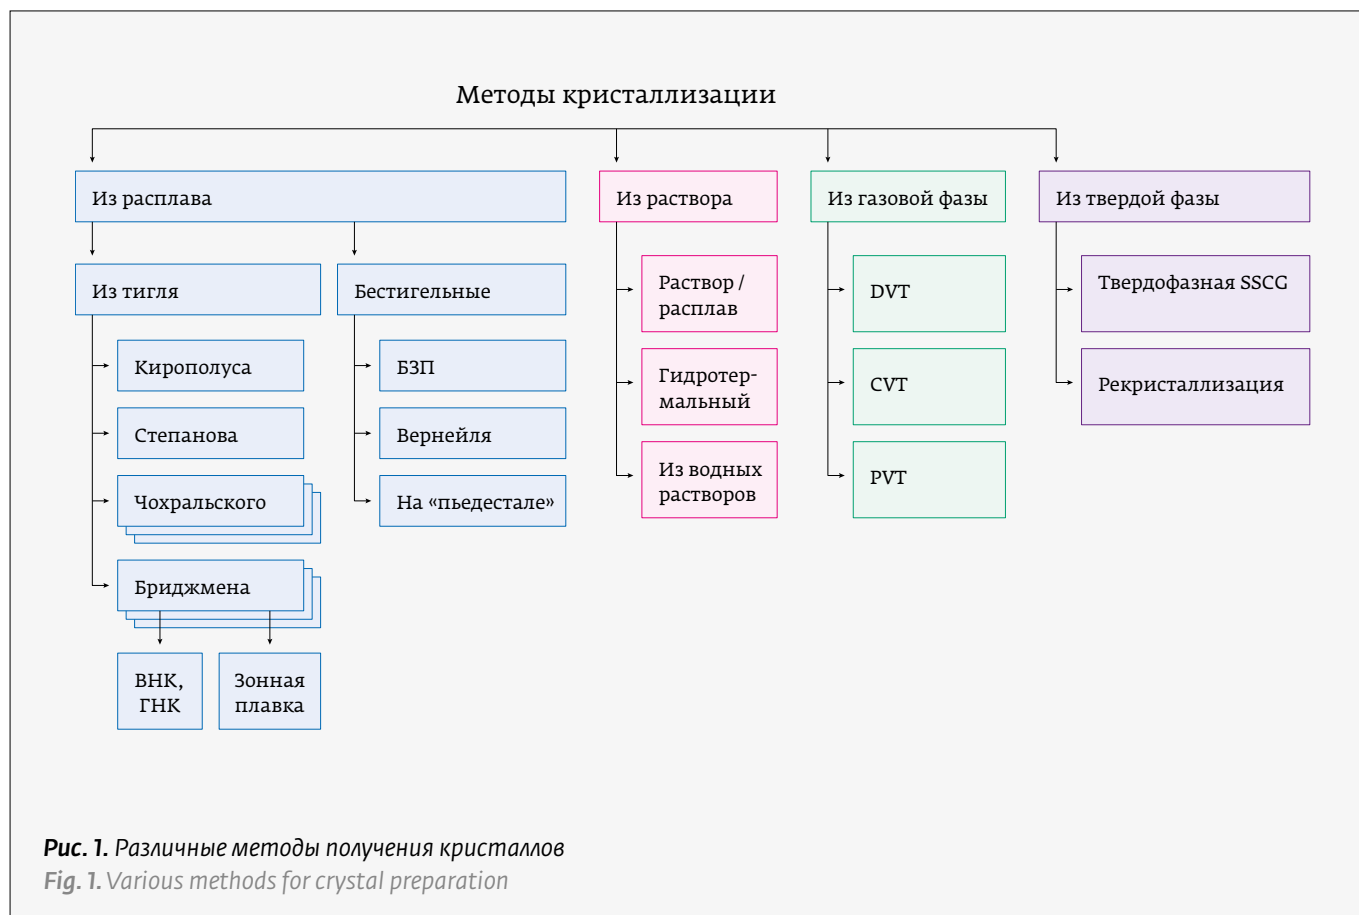 Методы кристаллизации
Из расплава
Из раствора
Из газовой фазы
Из твердой фазы
Из тигля
Бестигельные
Раствор /
расплав
DVT
Твердофазная SSCG
Кирополуса
БЗП
Гидротер-
мальный
CVT
Рекристаллизация
Степанова
Вернейля
Из водных
растворов
PVT
Чохральского
На «пьедестале»
Бриджмена
ВНК,
ГНК
Зонная
плавка
Рис. 1. Различные методы получения кристаллов
Fig. 1. Various methods for crystal preparation